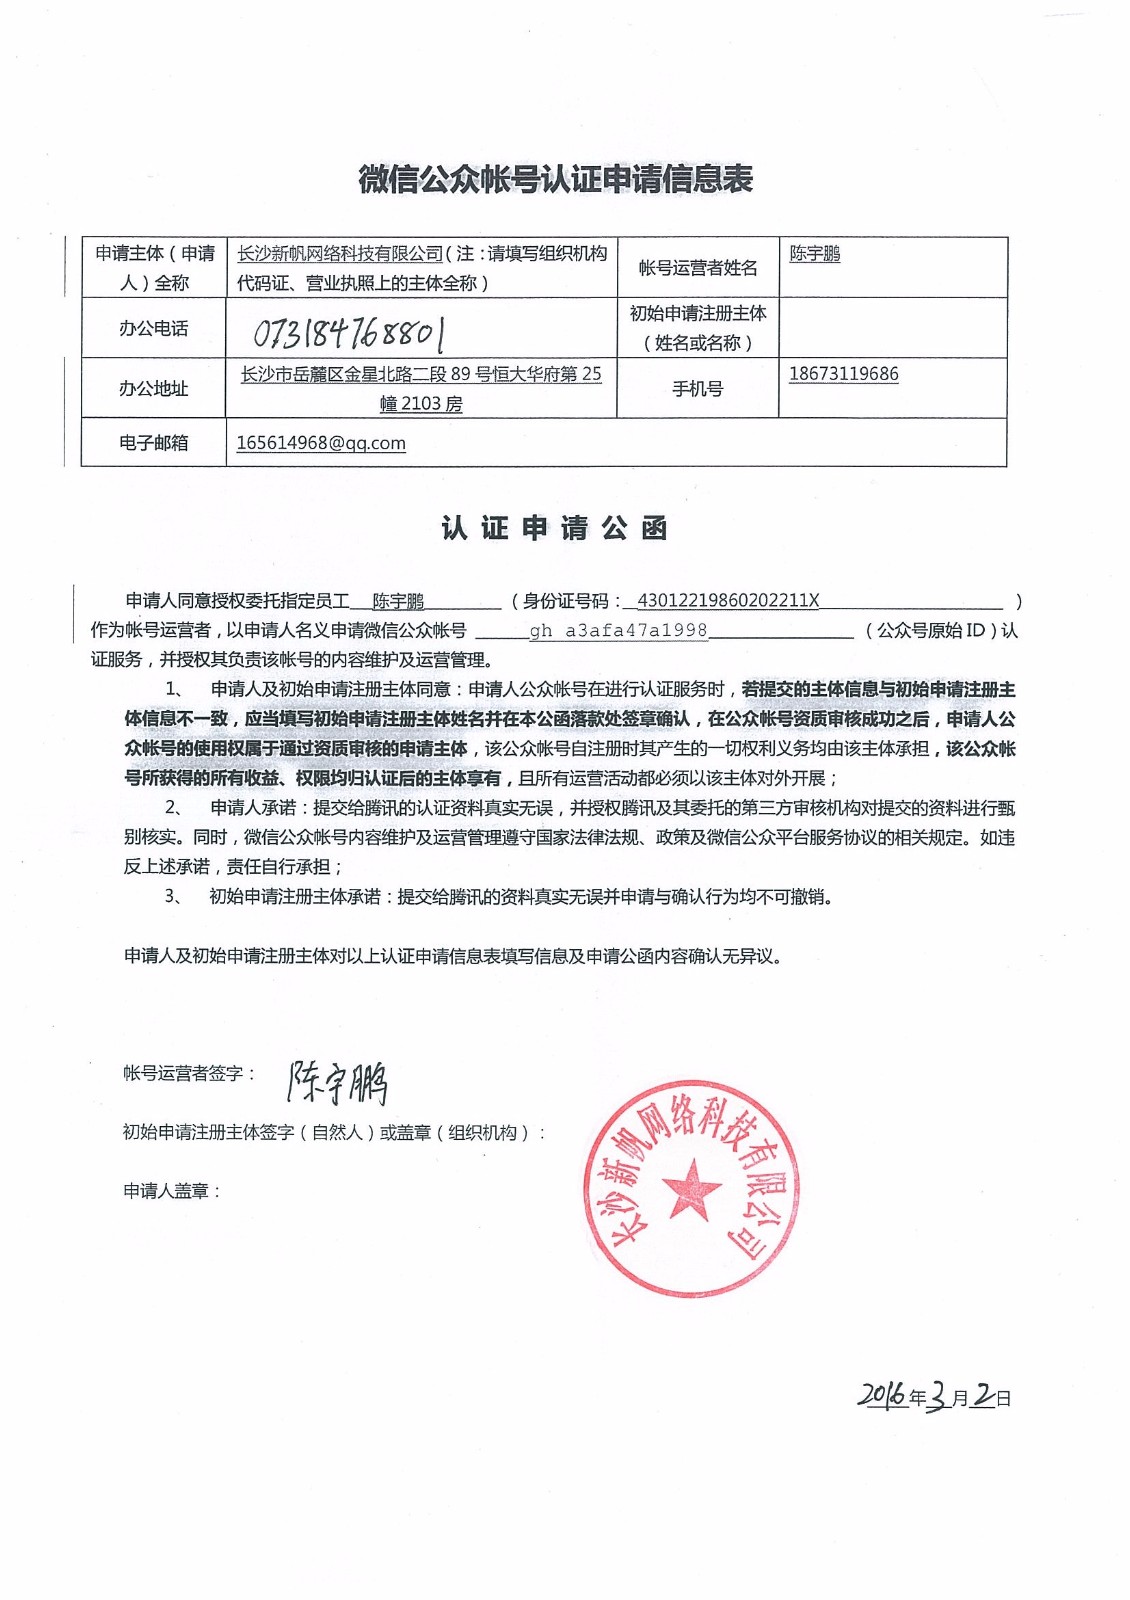 微信公众帐号认证申请信息表
申请主体（申请人）全称
长沙新帆网络科技有限公司（注：请填写组织机构
代码证、营业执照上的主体全称）
帐号运营者姓名
陈宇鹏
办公电话
073184768801
初始申请注册主体
（姓名或名称）
办公地址
长沙市岳麓区金星北路二段 89 号恒大华府第 25
幢 2103 房
手机号
18673119686
电子邮箱
165614968@qq.com
认证申请公函
申请人同意授权委托指定员工 陈宇鹏 （身份证号码： 43012219860202211X ）
作为帐号运营者，以申请人名义申请微信公众帐号 gh_a3afa47a1998 （公众号原始 ID）认
证服务，并授权其负责该帐号的内容维护及运营管理。
1、 申请人及初始申请注册主体同意：申请人公众帐号在进行认证服务时，若提交的主体信息与初始申请注册主
体信息不一致，应当填写初始申请注册主体姓名并在本公函落款处签章确认，在公众帐号资质审核成功之后，申请人公
众帐号的使用权属于通过资质审核的申请主体，该公众帐号自注册时其产生的一切权利义务均由该主体承担，该公众帐
号所获得的所有收益、权限均归认证后的主体享有，且所有运营活动都必须以该主体对外开展；
2、 申请人承诺：提交给腾讯的认证资料真实无误，并授权腾讯及其委托的第三方审核机构对提交的资料进行甄
别核实。同时，微信公众帐号内容维护及运营管理遵守国家法律法规、政策及微信公众平台服务协议的相关规定。如违
反上述承诺，责任自行承担；
3、 初始申请注册主体承诺：提交给腾讯的资料真实无误并申请与确认行为均不可撤销。
申请人及初始申请注册主体对以上认证申请信息表填写信息及申请公函内容确认无异议。
帐号运营者签字： 陈宇鹏
初始申请注册主体签字（自然人）或盖章（组织机构）：
申请人盖章：
长沙新帆网络科技有限公司
2016年3月2日